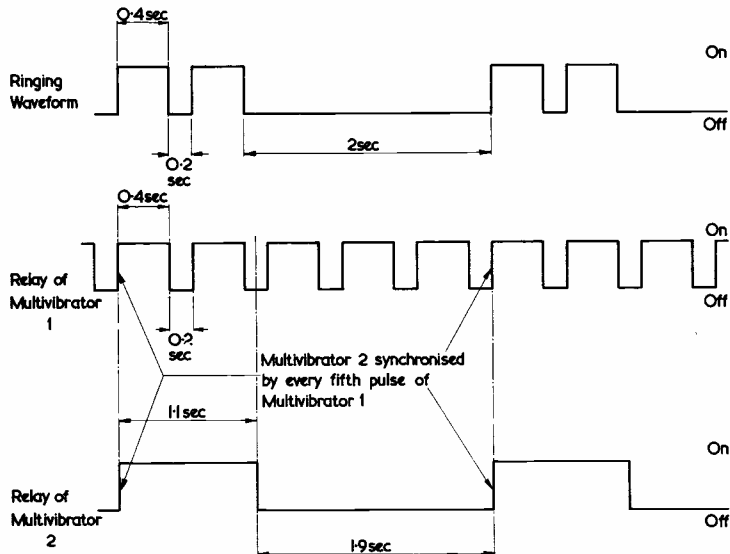 0·4sec
On
Ringing
Waveform
Off
2sec
0·2
sec
0·4sec
On
Relay of
Multivibrator
1
Off
0·2
sec
Multivibrator 2 synchronised
by every fifth pulse of
Multivibrator 1
1·1sec
On
Relay of
Multivibrator
2
Off
1·9sec